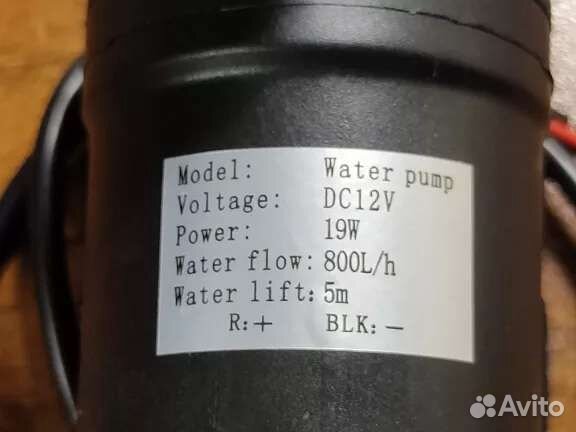 Model: Water pump
Voltage: DC12V
Power: 19W
Water flow: 800L/h
Water lift: 5m
R:+ BLK:-
Avito